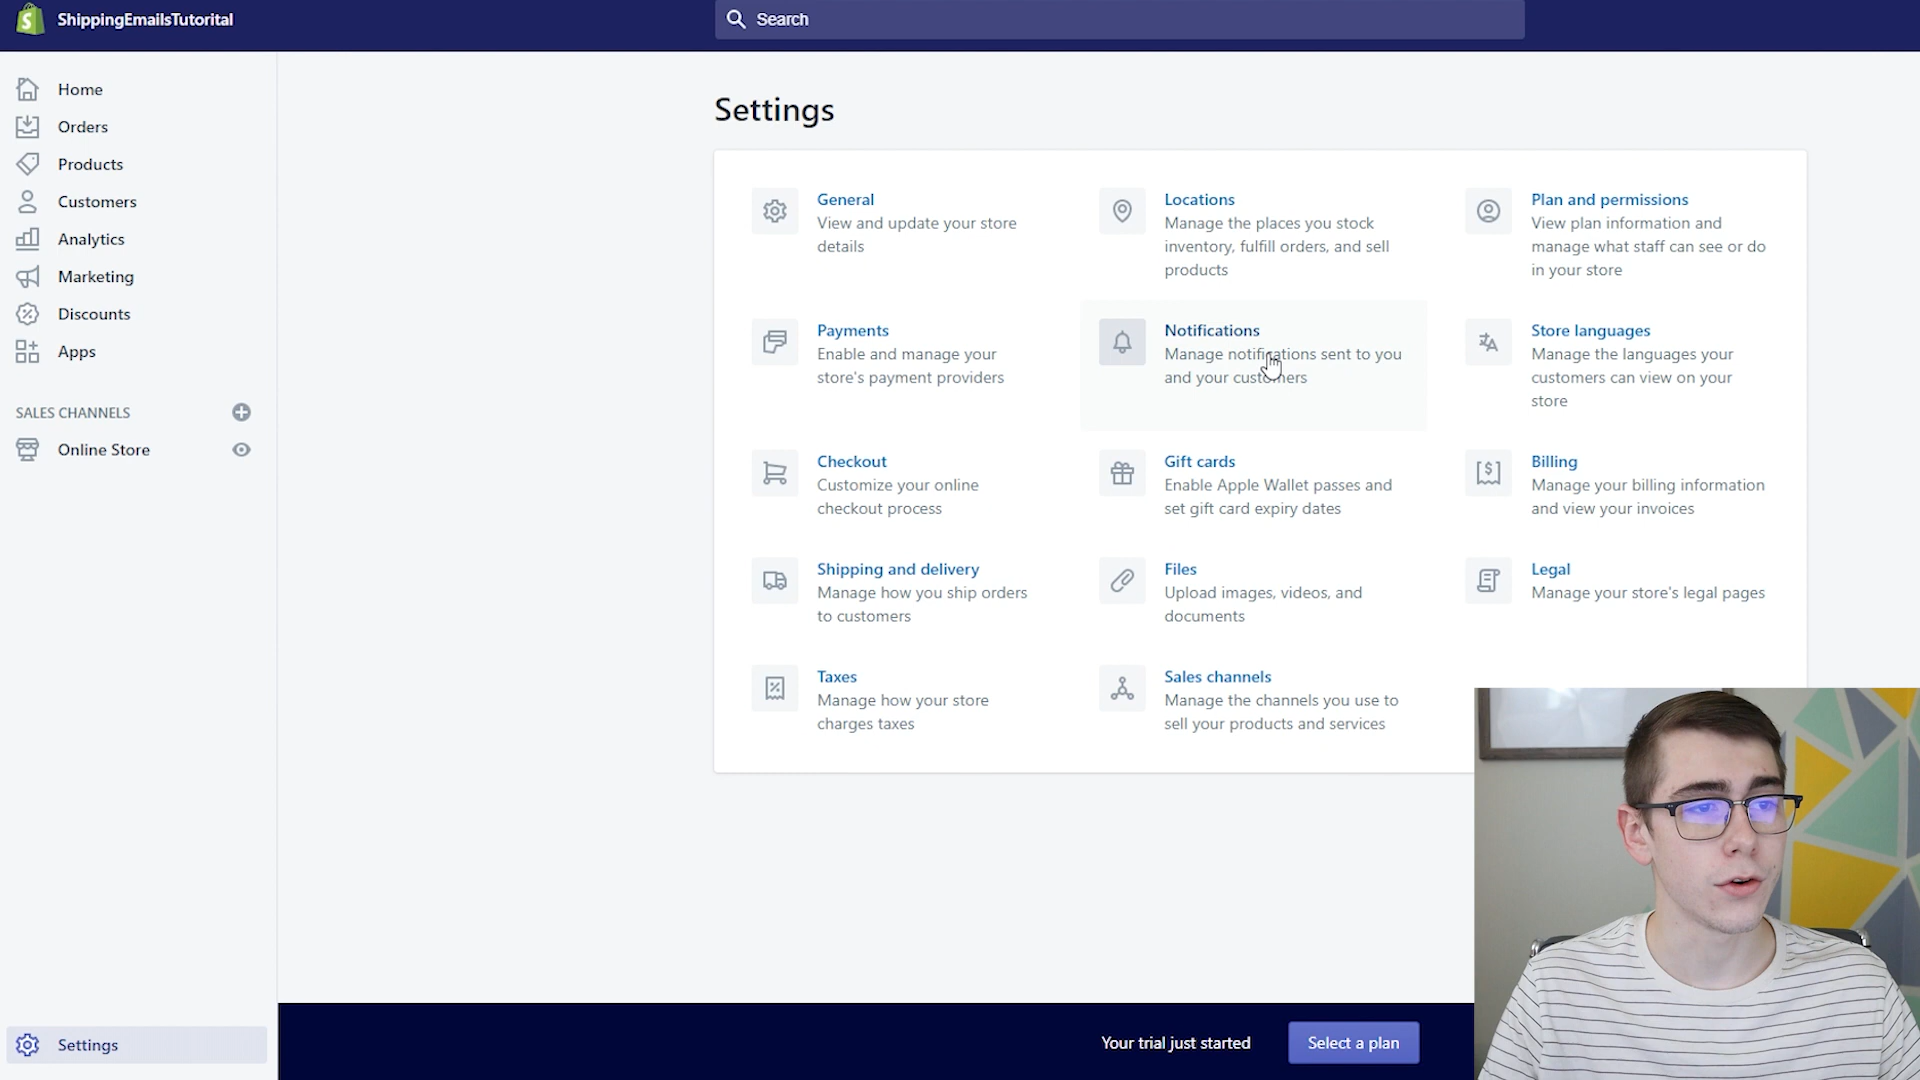 ShippingEmailsTutorital
Search
Home
Orders
Products
Customers
Analytics
Marketing
Discounts
Apps
SALES CHANNELS
Online Store
Settings
Settings
General
View and update your store
details
Locations
Manage the places you stock
inventory, fulfill orders, and sell
products
Plan and permissions
View plan information and
manage what staff can see or do
in your store
Payments
Enable and manage your
store's payment providers
Notifications
Manage notifications sent to you
and your customers
Store languages
Manage the languages your
customers can view on your
store
Checkout
Customize your online
checkout process
Gift cards
Enable Apple Wallet passes and
set gift card expiry dates
Billing
Manage your billing information
and view your invoices
Shipping and delivery
Manage how you ship orders
to customers
Files
Upload images, videos, and
documents
Legal
Manage your store's legal pages
Taxes
Manage how your store
charges taxes
Sales channels
Manage the channels you use to
sell your products and services
Your trial just started
Select a plan